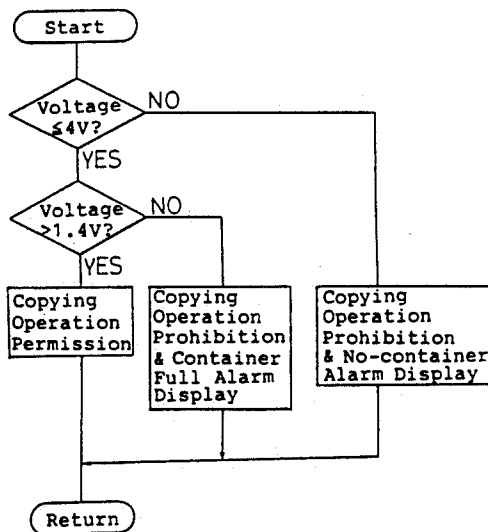 Start
Voltage
≤4V?
NO
YES
Voltage
>1.4V?
NO
YES
Copying
Operation
Permission
Copying
Operation
Prohibition
& Container
Full Alarm
Display
Copying
Operation
Prohibition
& No-container
Alarm Display
Return